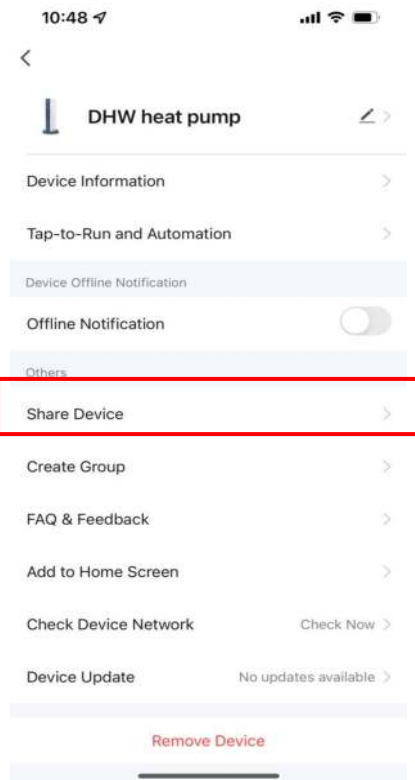 10:48
DHW heat pump
Device Information
Tap-to-Run and Automation
Device Offline Notification
Offline Notification
Others
Share Device
Create Group
FAQ & Feedback
Add to Home Screen
Check Device Network Check Now
Device Update No updates available
Remove Device